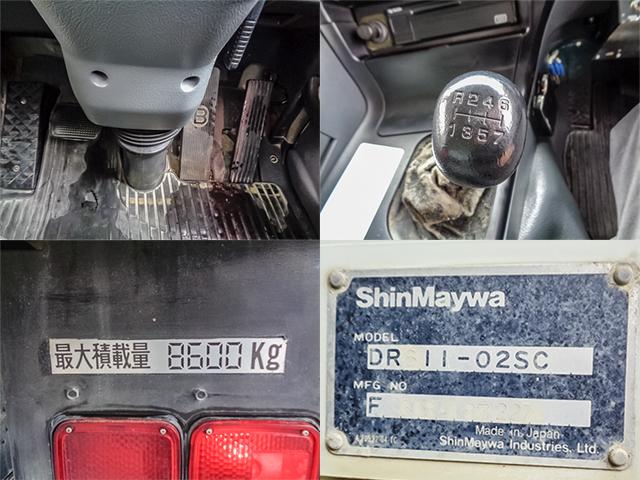 B
R246
1357
最大積載量 8600Kg
ShinMaywa
MODEL
DR611-02SC
MFG NO
F
Made in Japan
ShinMaywa Industries, Ltd.